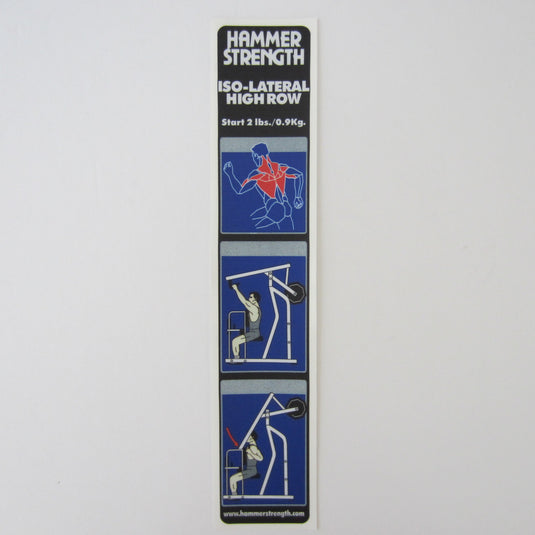 HAMMER
STRENGTH
ISO-LATERAL
HIGH ROW
Start 2 lbs./0.9Kg.
www.hammerstrength.com